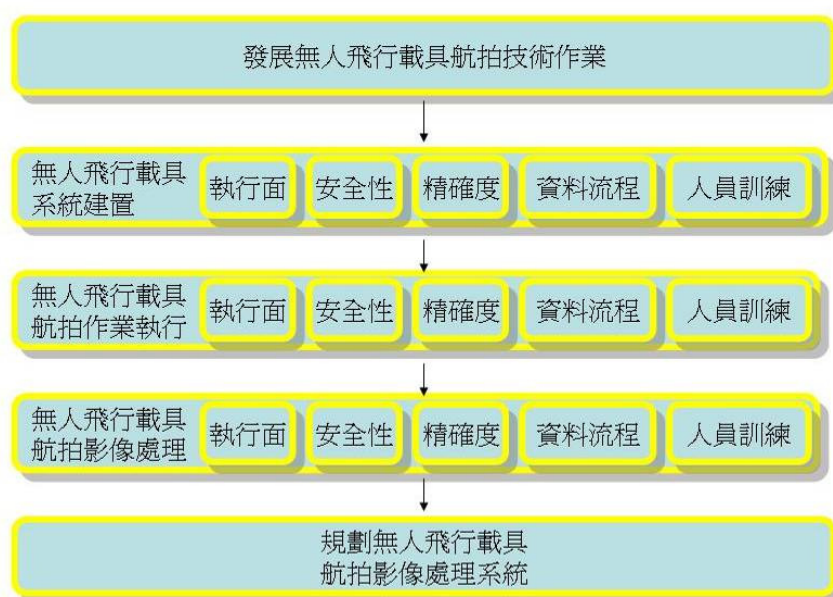 發展無人飛行載具航拍技術作業
無人飛行載具
系統建置
執行面
安全性
精確度
資料流程
人員訓練
無人飛行載具
航拍作業執行
執行面
安全性
精確度
資料流程
人員訓練
無人飛行載具
航拍影像處理
執行面
安全性
精確度
資料流程
人員訓練
規劃無人飛行載具
航拍影像處理系統